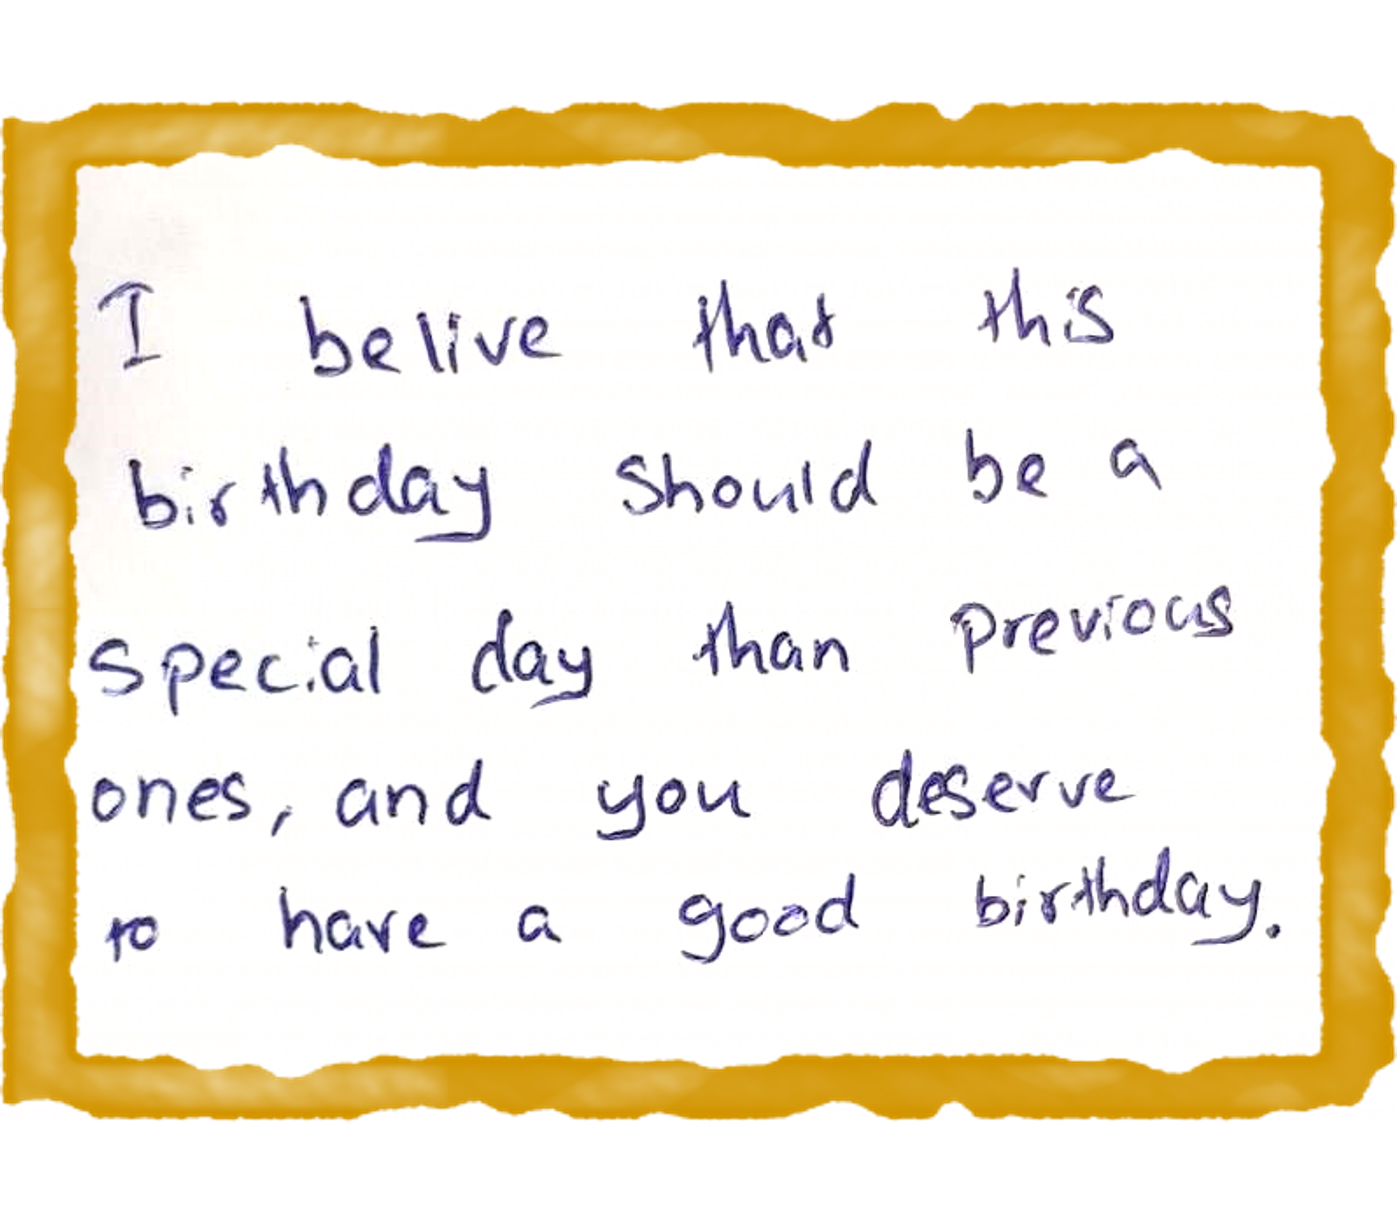 I belive that this
birthday should be a
special day than previous
ones, and you deserve
to have a good birthday.